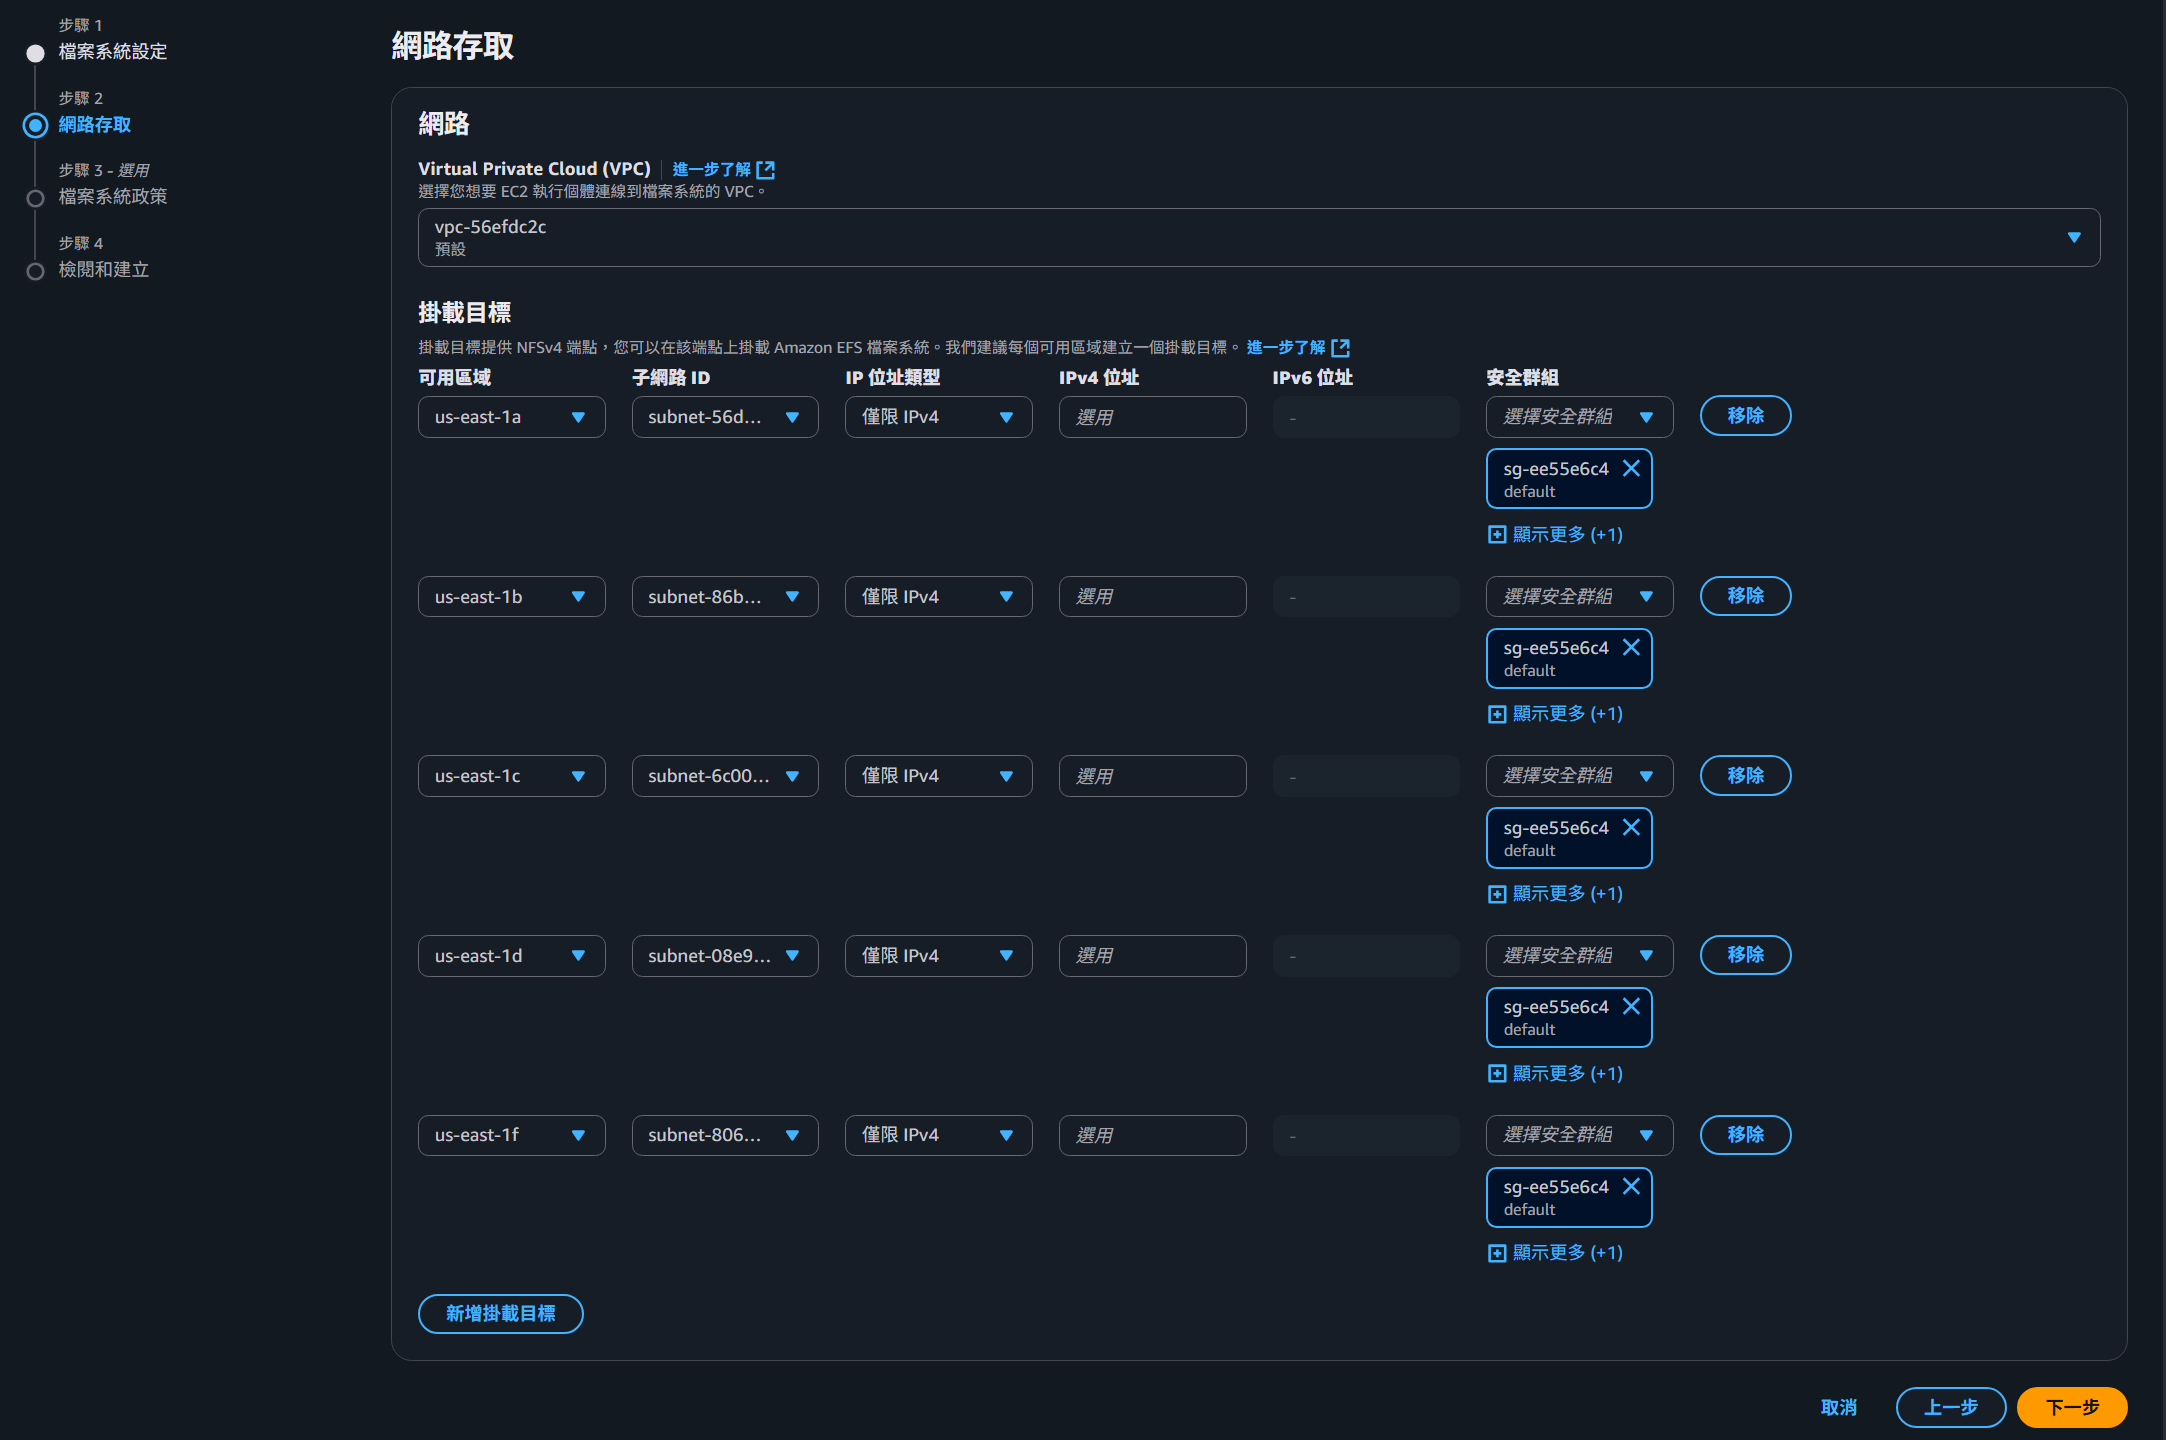 步驟 1
檔案系統設定
步驟 2
網路存取
步驟 3 - 選用
檔案系統政策
步驟 4
檢閱和建立
網路存取
網路
Virtual Private Cloud (VPC) 進一步了解
選擇您想要 EC2 執行個體連線到檔案系統的 VPC。
vpc-56efdc2c
預設
掛載目標
掛載目標提供 NFSv4 端點，您可以在該端點上掛載 Amazon EFS 檔案系統。我們建議每個可用區域建立一個掛載目標。 進一步了解
可用區域 子網路 ID IP 位址類型 IPv4 位址 IPv6 位址 安全群組
us-east-1a subnet-56d... 僅限 IPv4 選用 - 選擇安全群組 移除
sg-ee55e6c4
default
顯示更多 (+1)
us-east-1b subnet-86b... 僅限 IPv4 選用 - 選擇安全群組 移除
sg-ee55e6c4
default
顯示更多 (+1)
us-east-1c subnet-6c00... 僅限 IPv4 選用 - 選擇安全群組 移除
sg-ee55e6c4
default
顯示更多 (+1)
us-east-1d subnet-08e9... 僅限 IPv4 選用 - 選擇安全群組 移除
sg-ee55e6c4
default
顯示更多 (+1)
us-east-1f subnet-806... 僅限 IPv4 選用 - 選擇安全群組 移除
sg-ee55e6c4
default
顯示更多 (+1)
新增掛載目標
取消 上一步 下一步